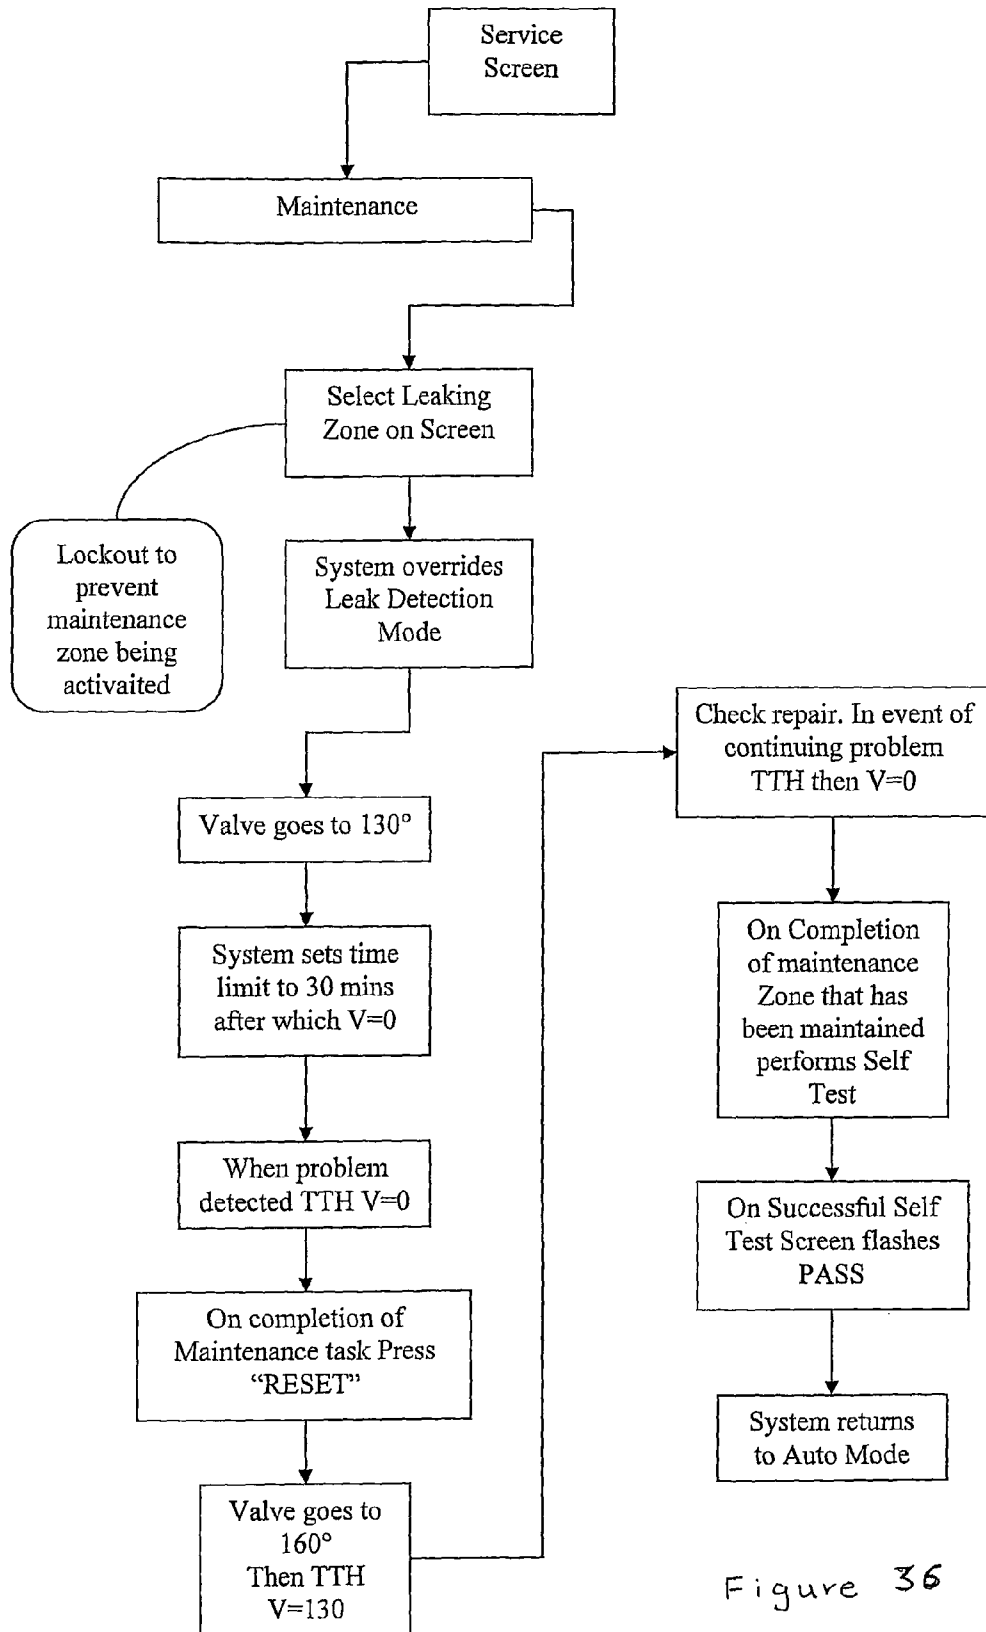 Service
Screen
Maintenance
Select Leaking
Zone on Screen
Lockout to
prevent
maintenance
zone being
activaited
System overrides
Leak Detection
Mode
Valve goes to 130°
System sets time
limit to 30 mins
after which V=0
When problem
detected TTH V=0
On completion of
Maintenance task Press
“RESET”
Valve goes to
160°
Then TTH
V=130
Check repair. In event of
continuing problem
TTH then V=0
On Completion
of maintenance
Zone that has
been maintained
performs Self
Test
On Successful Self
Test Screen flashes
PASS
System returns
to Auto Mode
Figure 36